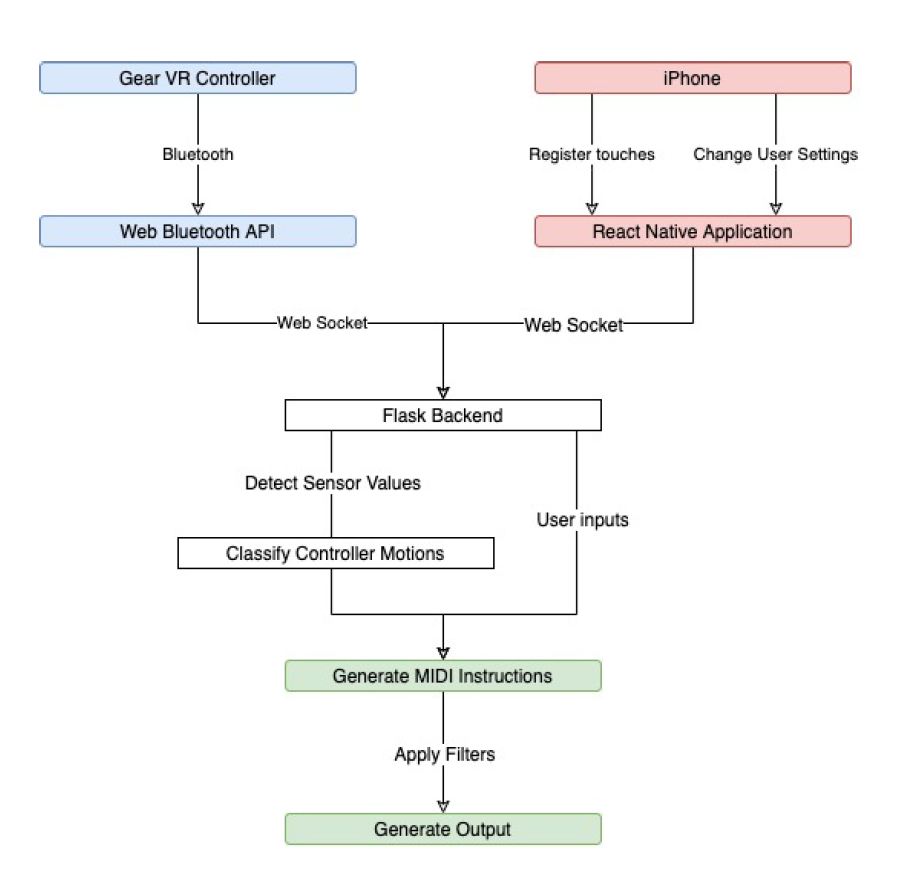 Gear VR Controller
iPhone
Bluetooth
Register touches
Change User Settings
Web Bluetooth API
React Native Application
Web Socket
Web Socket
Flask Backend
Detect Sensor Values
User inputs
Classify Controller Motions
Generate MIDI Instructions
Apply Filters
Generate Output